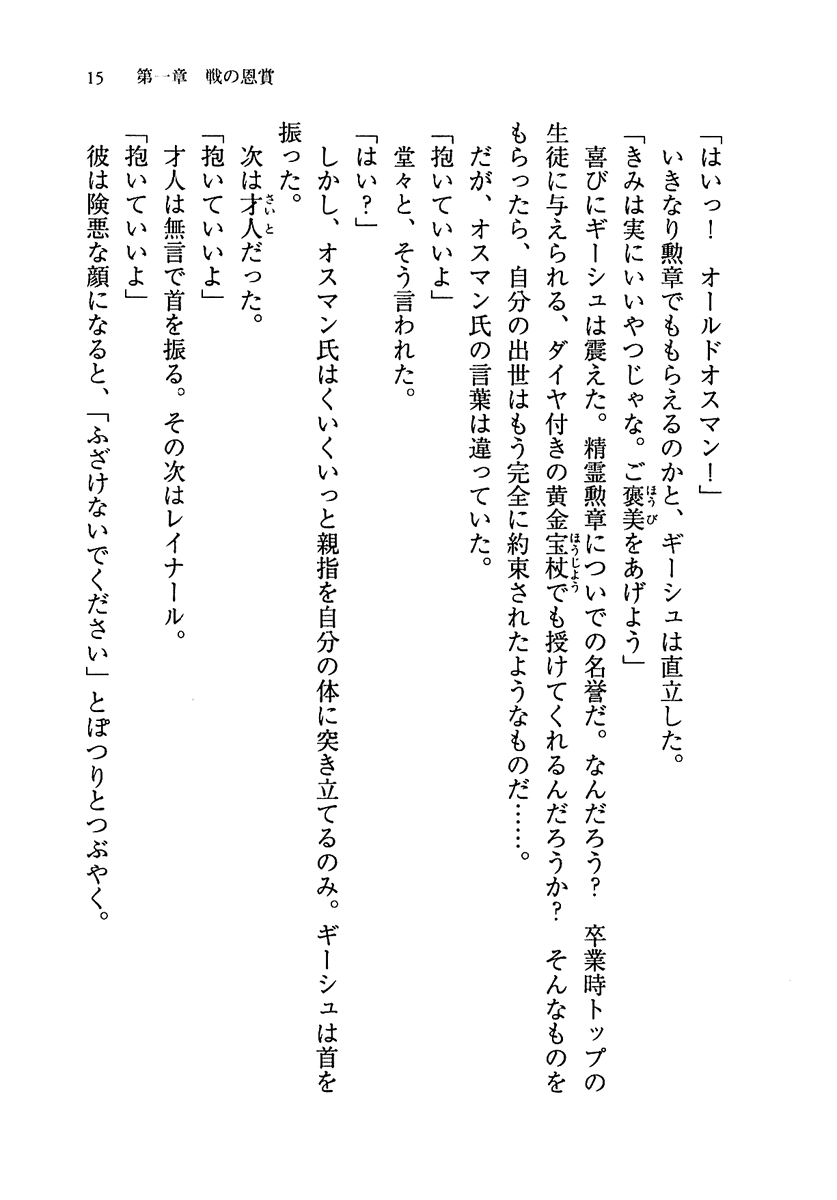 15　第一章　戦の恩賞
「はいっ！　オールドオスマン！」
　いきなり勲章でももらえるのかと、ギーシュは直立した。
「きみは実にいいやつじゃな。ご褒美をあげよう」
　喜びにギーシュは震えた。精霊勲章についでの名誉だ。なんだろう？　卒業時トップの
生徒に与えられる、ダイヤ付きの黄金宝杖でも授けてくれるんだろうか？　そんなものを
もらったら、自分の出世はもう完全に約束されたようなものだ……。
　だが、オスマン氏の言葉は違っていた。
「抱いていいよ」
　堂々と、そう言われた。
「はい？」
　しかし、オスマン氏はくいくいっと親指を自分の体に突き立てるのみ。ギーシュは首を
振った。
　次は才人だった。
「抱いていいよ」
　才人は無言で首を振る。その次はレイナール。
「抱いていいよ」
　彼は険悪な顔になると、「ふざけないでください」とぽつりとつぶやく。